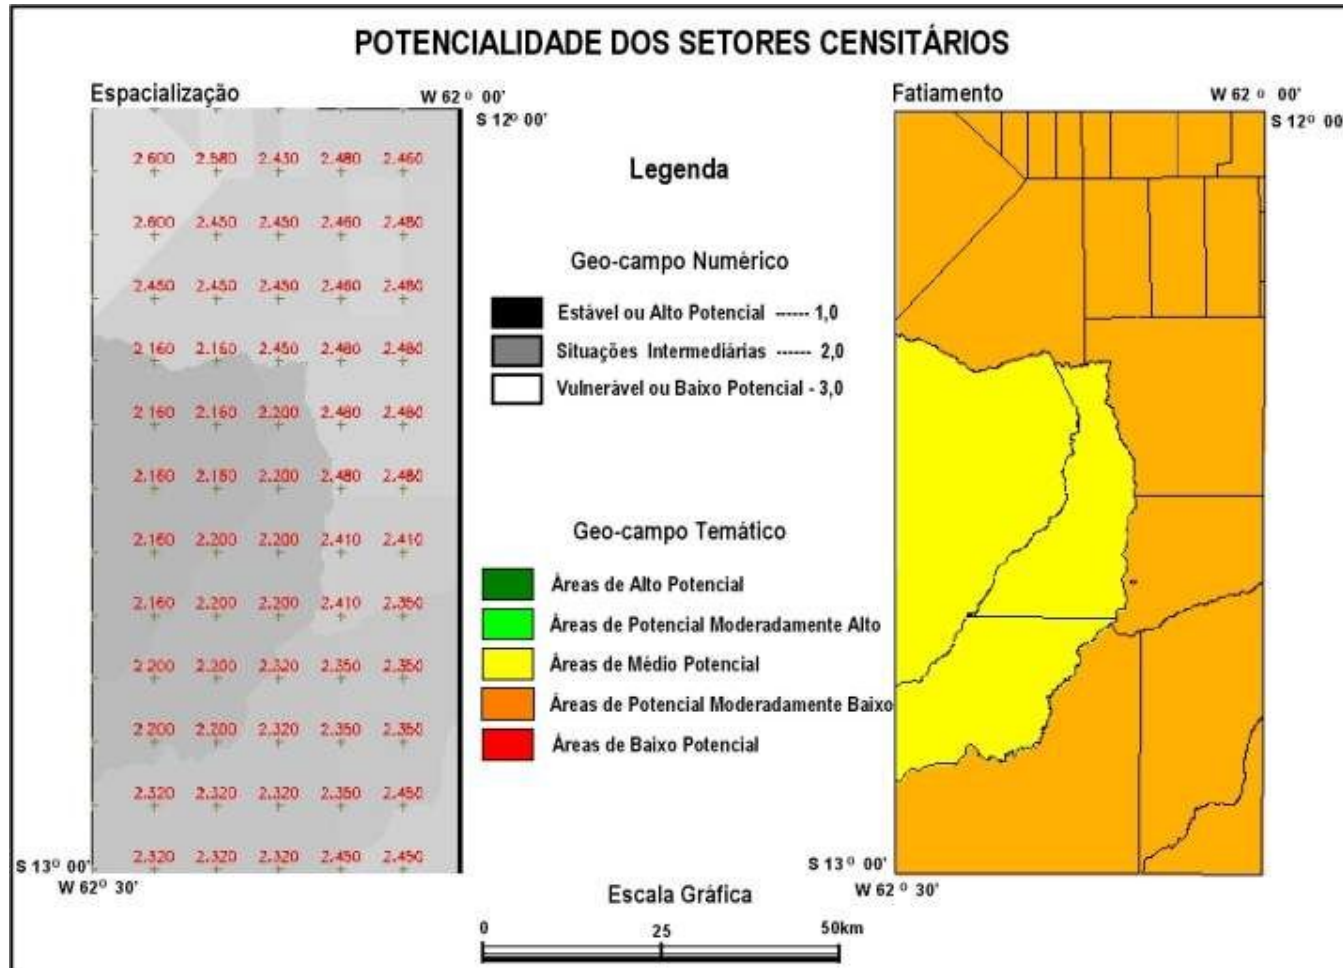 POTENCIALIDADE DOS SETORES CENSITÁRIOS
Espacialização
W 62º 00'
S 12º 00'
2.600 2.580 2.430 2.480 2.460
2.600 2.450 2.450 2.460 2.480
2.450 2.450 2.450 2.460 2.480
2.160 2.160 2.450 2.480 2.480
2.160 2.160 2.200 2.480 2.480
2.160 2.160 2.200 2.480 2.480
2.160 2.200 2.200 2.410 2.410
2.160 2.200 2.200 2.410 2.350
2.200 2.200 2.320 2.350 2.350
2.200 2.200 2.320 2.350 2.350
2.320 2.320 2.320 2.350 2.450
2.320 2.320 2.320 2.450 2.450
S 13º 00'
W 62º 30'
Legenda
Geo-campo Numérico
Estável ou Alto Potencial ------ 1,0
Situações Intermediárias ------ 2,0
Vulnerável ou Baixo Potencial - 3,0
Geo-campo Temático
Áreas de Alto Potencial
Áreas de Potencial Moderadamente Alto
Áreas de Médio Potencial
Áreas de Potencial Moderadamente Baixo
Áreas de Baixo Potencial
Escala Gráfica
0 25 50km
Fatiamento
W 62º 00'
S 12º 00
S 13º 00'
W 62º 30'